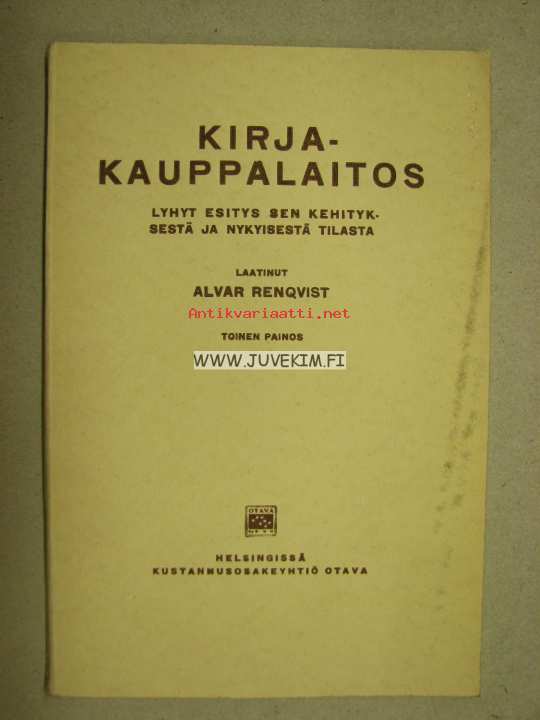 KIRJA-
KAUPPALAITOS
LYHYT ESITYS SEN KEHITYK-
SESTÄ JA NYKYISESTÄ TILASTA
LAATINUT
ALVAR RENQVIST
Antikvariaatti.net
TOINEN PAINOS
WWW.JUVEKIM.FI
OTAVA
HELSINGISSÄ
KUSTANNUSOSAKEYHTIÖ OTAVA